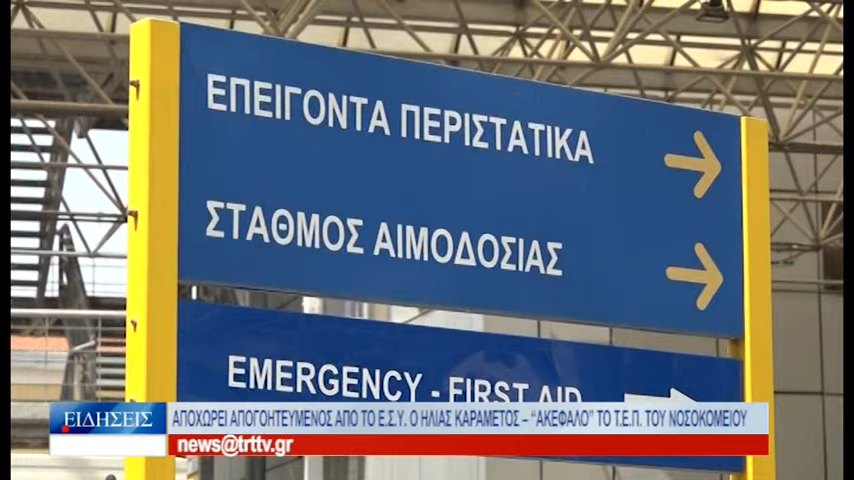 ΕΠΕΙΓΟΝΤΑ ΠΕΡΙΣΤΑΤΙΚΑ
ΣΤΑΘΜΟΣ ΑΙΜΟΔΟΣΙΑΣ
EMERGENCY - FIRST AID
ΕΙΔΗΣΕΙΣ
ΑΠΟΧΩΡΕΙ ΑΠΟΓΟΗΤΕΥΜΕΝΟΣ ΑΠΟ ΤΟ Ε.Σ.Υ. Ο ΗΛΙΑΣ ΚΑΡΑΜΕΤΟΣ – “ΑΚΕΦΑΛΟ” ΤΟ Τ.Ε.Π. ΤΟΥ ΝΟΣΟΚΟΜΕΙΟΥ
news@trttv.gr